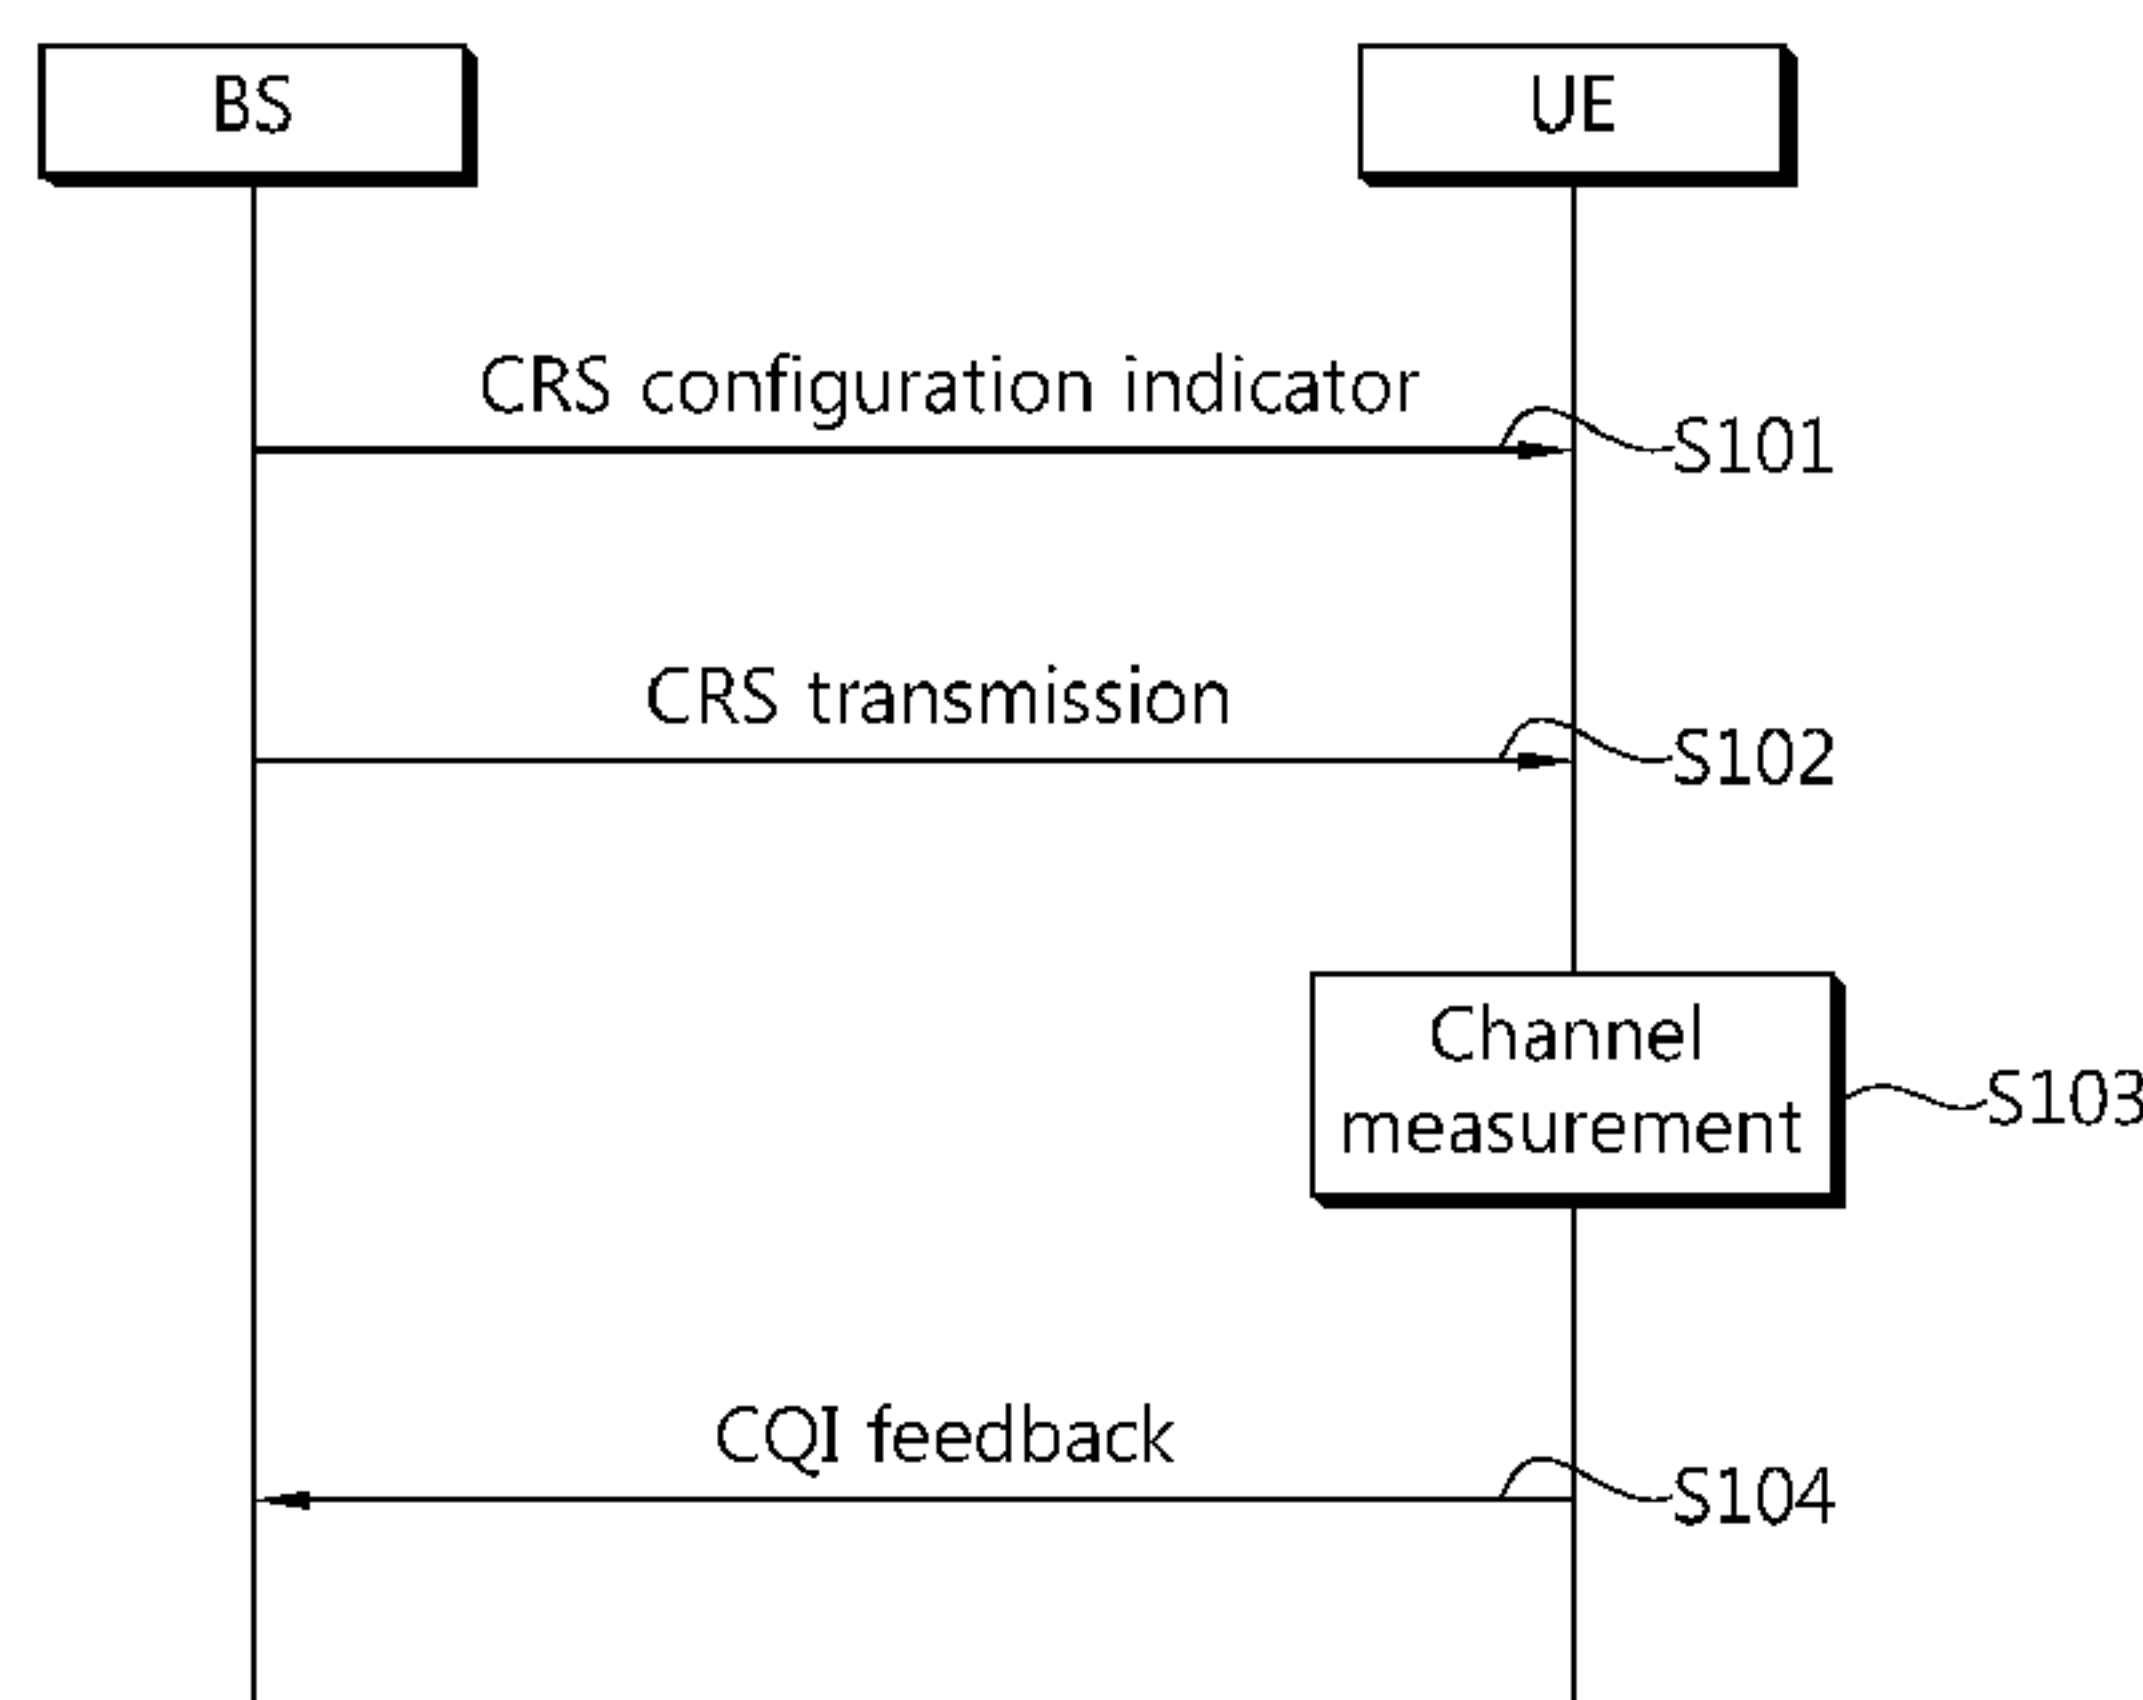 BS
UE
CRS configuration indicator
S101
CRS transmission
S102
Channel
measurement
S103
CQI feedback
S104